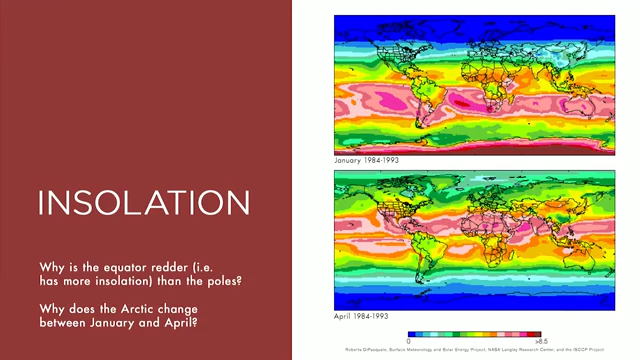 INSOLATION
Why is the equator redder (i.e.
has more insolation) than the poles?
Why does the Arctic change
between January and April?
January 1984-1993
April 1984-1993
0
>8.5
Roberta DiPasquale, Surface Meteorology and Solar Energy Project, NASA Langley Research Center, and the ISCCP Project